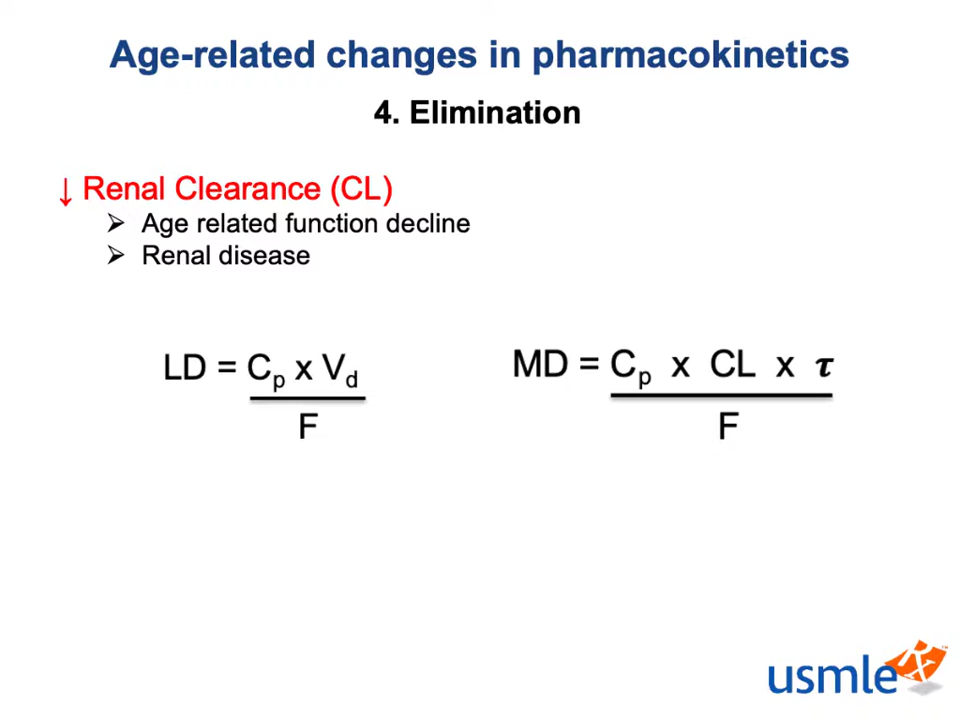 Age-related changes in pharmacokinetics
4. Elimination
↓ Renal Clearance (CL)
➢ Age related function decline
➢ Renal disease
LD = Cp x Vd
F
MD = Cp x CL x τ
F
usmle Rx